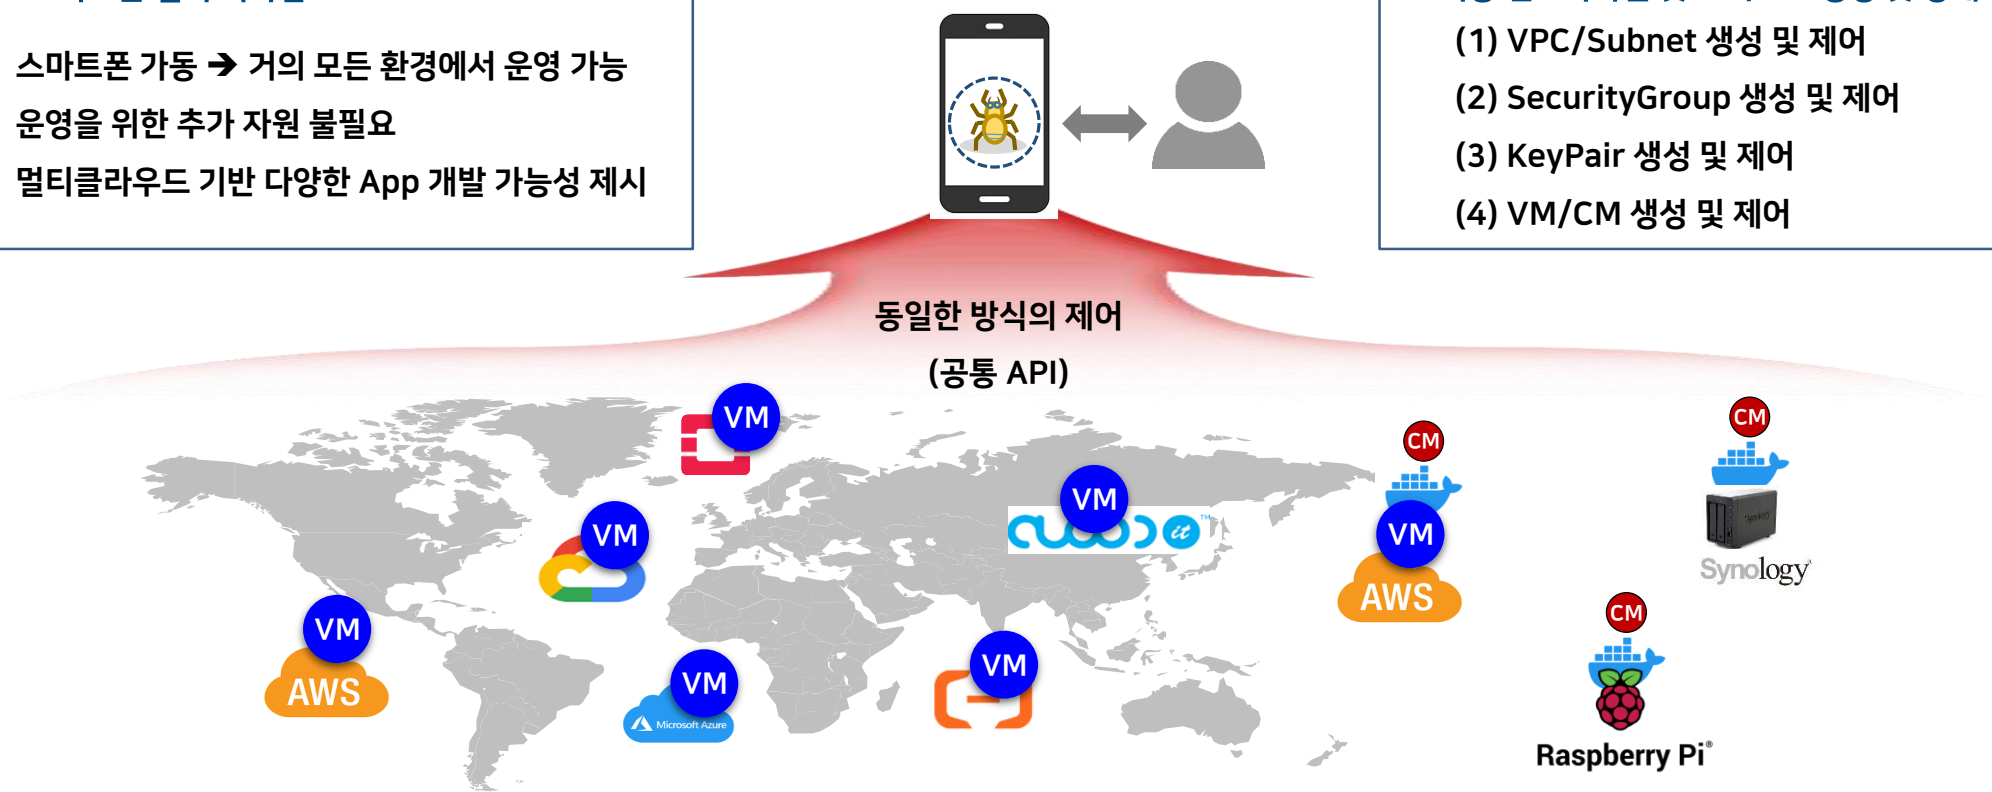 스마트폰 가동 ➔ 거의 모든 환경에서 운영 가능
운영을 위한 추가 자원 불필요
멀티클라우드 기반 다양한 App 개발 가능성 제시
(1) VPC/Subnet 생성 및 제어
(2) SecurityGroup 생성 및 제어
(3) KeyPair 생성 및 제어
(4) VM/CM 생성 및 제어
동일한 방식의 제어
(공통 API)
VM
CM
CM
VM
it™
VM
VM
AWS
Synology
VM
AWS
VM
Microsoft Azure
VM
CM
Raspberry Pi®